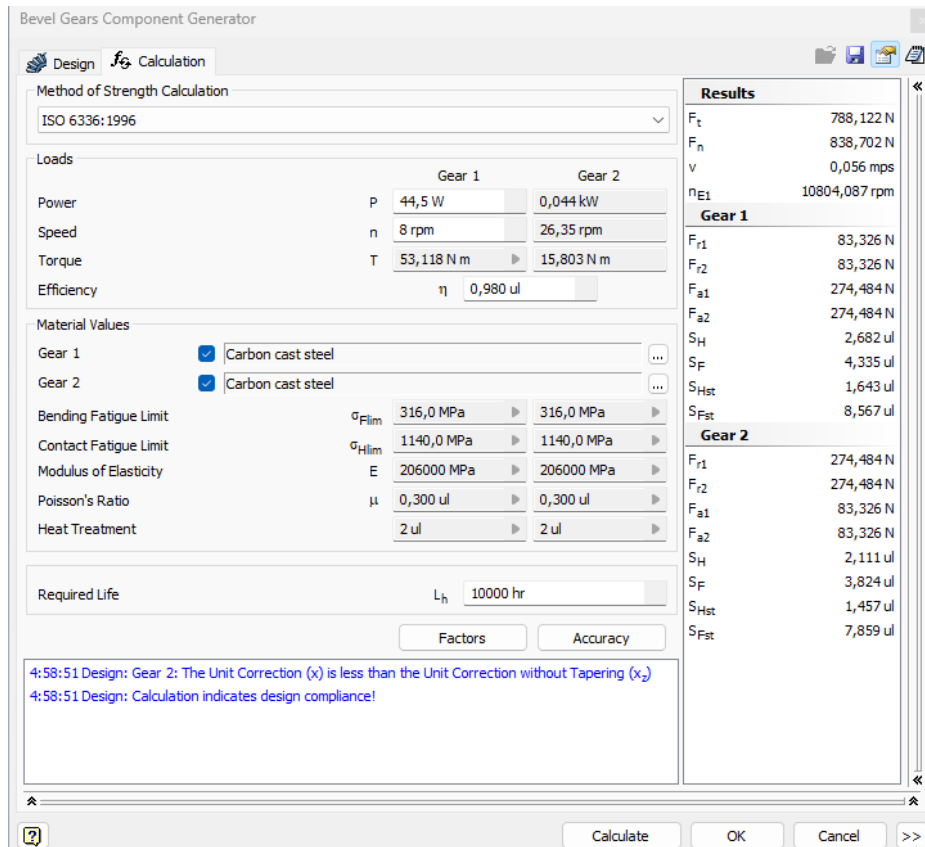 Bevel Gears Component Generator
Design Calculation
Method of Strength Calculation
ISO 6336:1996
Loads
Gear 1 Gear 2
Power P 44,5 W 0,044 kW
Speed n 8 rpm 26,35 rpm
Torque T 53,118 N m 15,803 N m
Efficiency η 0,980 ul
Material Values
Gear 1 Carbon cast steel ...
Gear 2 Carbon cast steel ...
Bending Fatigue Limit σFlim 316,0 MPa 316,0 MPa
Contact Fatigue Limit σHlim 1140,0 MPa 1140,0 MPa
Modulus of Elasticity E 206000 MPa 206000 MPa
Poisson's Ratio μ 0,300 ul 0,300 ul
Heat Treatment 2 ul 2 ul
Required Life Lh 10000 hr
Factors Accuracy
4:58:51 Design: Gear 2: The Unit Correction (x) is less than the Unit Correction without Tapering (xz)
4:58:51 Design: Calculation indicates design compliance!
Results
Ft 788,122 N
Fn 838,702 N
v 0,056 mps
nE1 10804,087 rpm
Gear 1
Fr1 83,326 N
Fr2 83,326 N
Fa1 274,484 N
Fa2 274,484 N
SH 2,682 ul
SF 4,335 ul
SHst 1,643 ul
SFst 8,567 ul
Gear 2
Fr1 274,484 N
Fr2 274,484 N
Fa1 83,326 N
Fa2 83,326 N
SH 2,111 ul
SF 3,824 ul
SHst 1,457 ul
SFst 7,859 ul
? Calculate OK Cancel >>